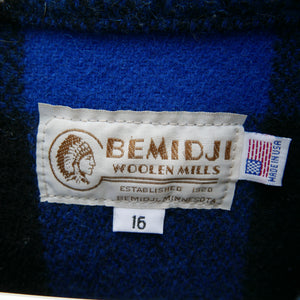 BEMIDJI
WOOLEN MILLS
ESTABLISHED 1920
BEMIDJI, MINNESOTA
16
MADE IN USA